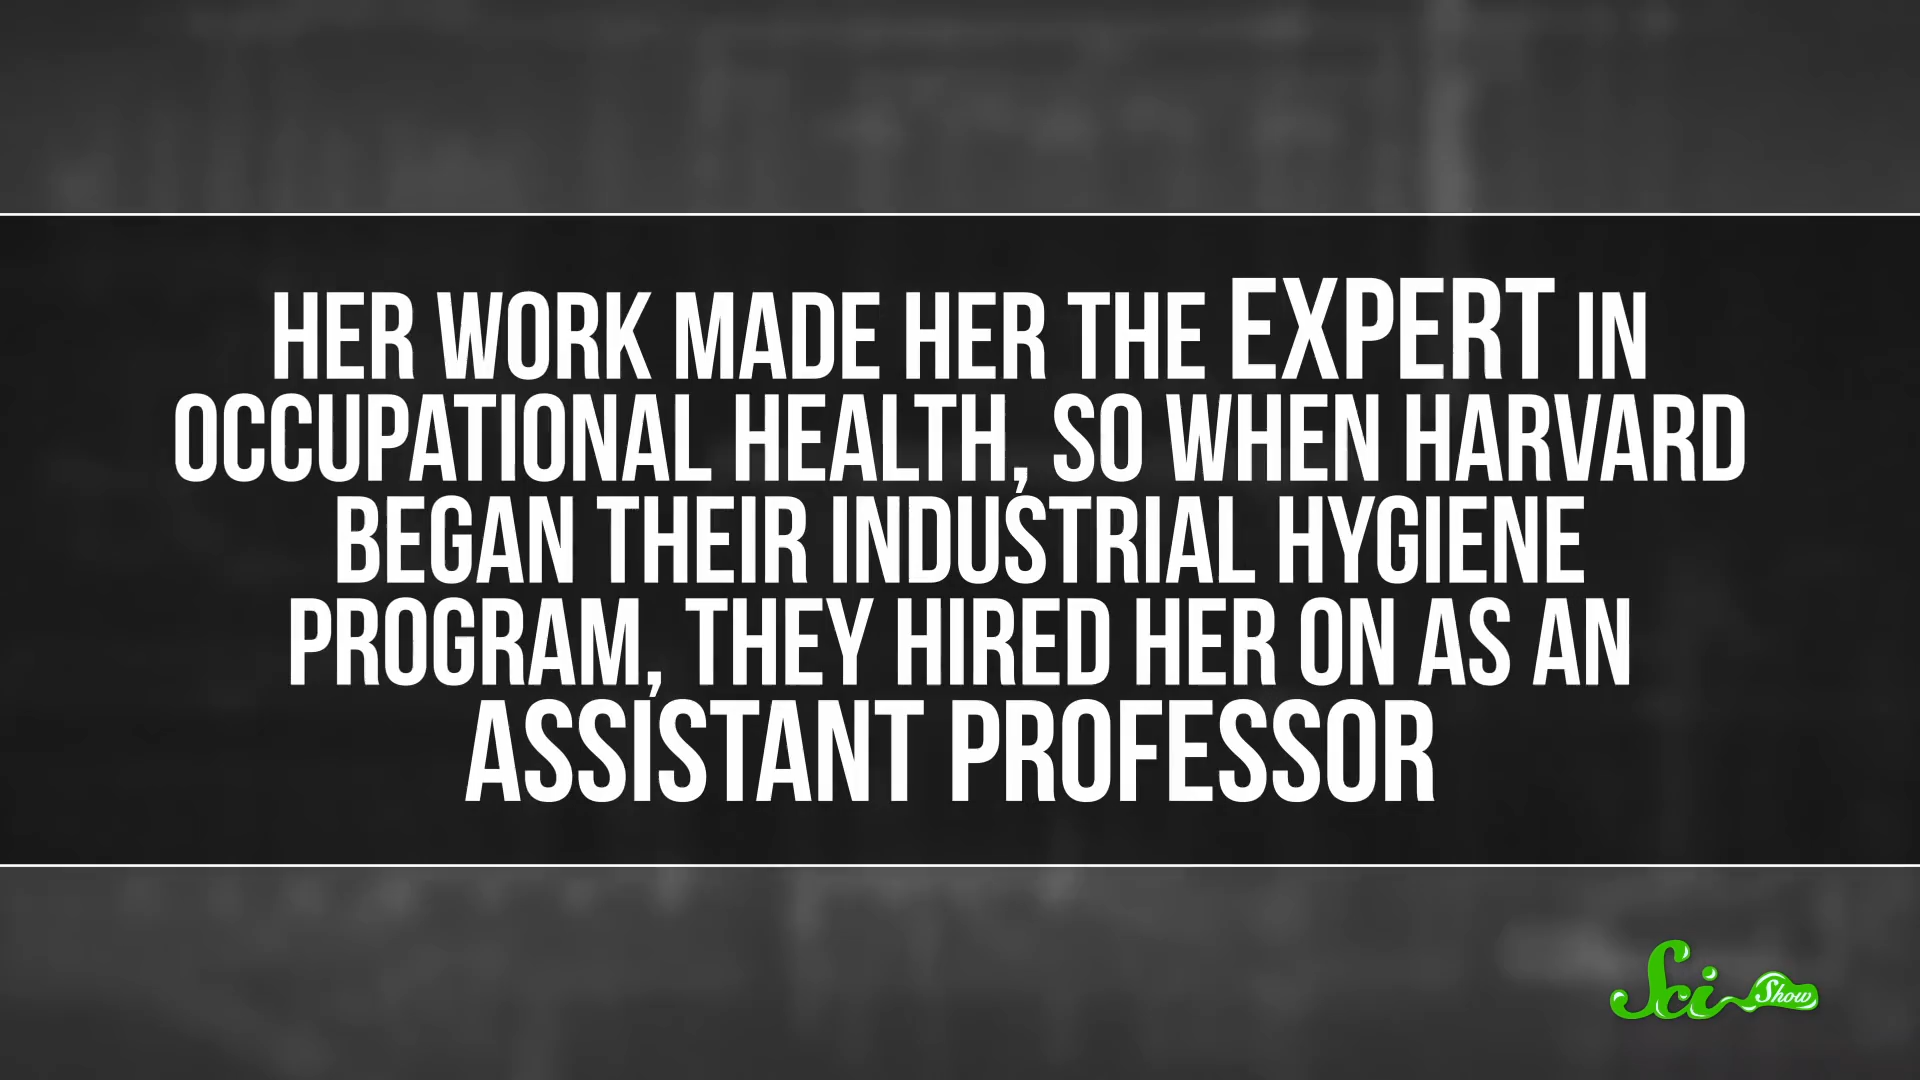 HER WORK MADE HER THE EXPERT IN
OCCUPATIONAL HEALTH, SO WHEN HARVARD
BEGAN THEIR INDUSTRIAL HYGIENE
PROGRAM, THEY HIRED HER ON AS AN
ASSISTANT PROFESSOR
Sci Show